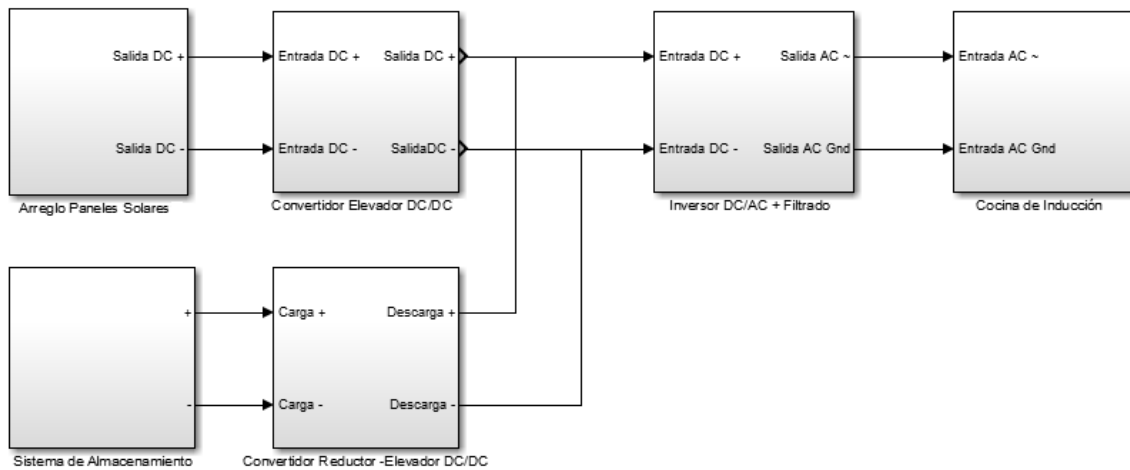 Salida DC +
Entrada DC +
Salida DC +
Entrada DC +
Salida AC ~
Entrada AC ~
Salida DC -
Entrada DC -
SalidaDC -
Entrada DC -
Salida AC Gnd
Entrada AC Gnd
Arreglo Paneles Solares
Convertidor Elevador DC/DC
Inversor DC/AC + Filtrado
Cocina de Inducción
+
Carga +
Descarga +
-
Carga -
Descarga -
Sistema de Almacenamiento
Convertidor Reductor -Elevador DC/DC